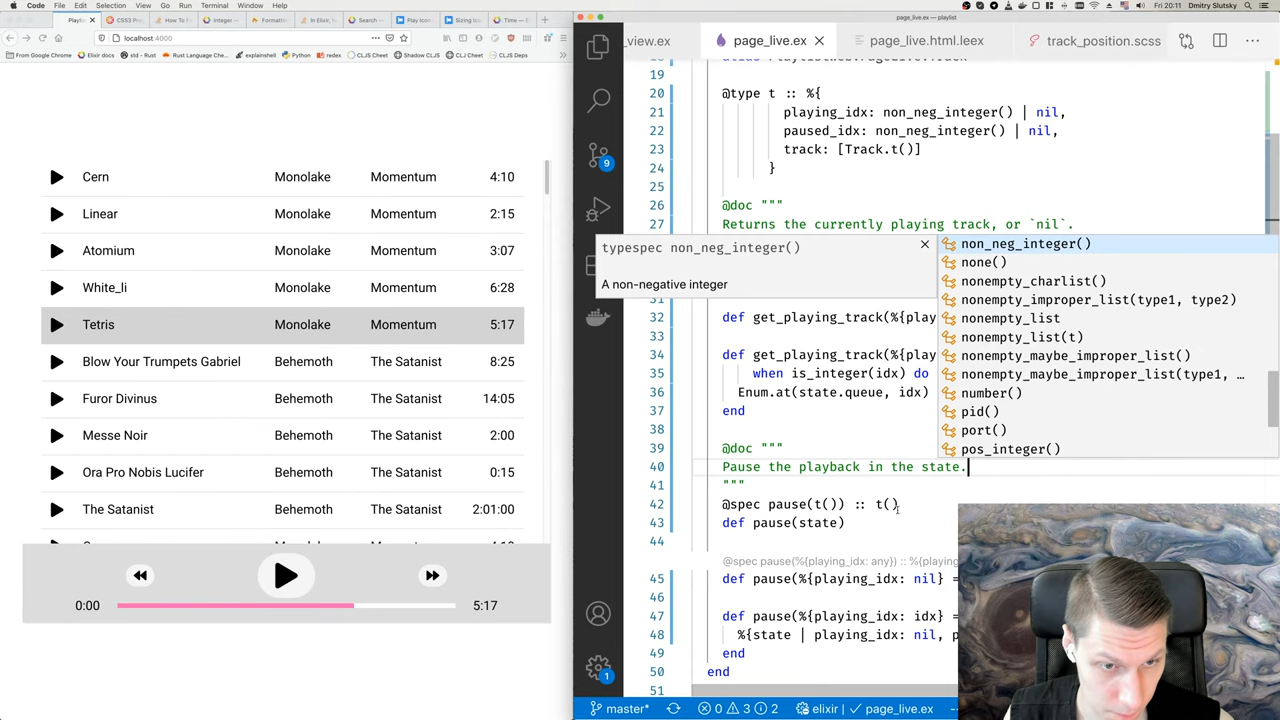 Code File Edit Selection View Go Run Terminal Window Help
Fri 20:11 Dmitry Slutsky
page_live.ex — playlist
Playlis
CSS3 Prop
How To F
Integer —
Formattin
In Elixir, h
Search —
Play Icon
Sizing Ico
Time — E
localhost:4000
From Google Chrome Elixir docs std - Rust Rust Language Che... explainshell Python redex CLJS Cheet Shadow CLJS CLJ Cheet CLJS Deps
_view.ex page_live.ex page_live.html.leex track_position.scss
Cern Monolake Momentum 4:10
Linear Monolake Momentum 2:15
Atomium Monolake Momentum 3:07
White_li Monolake Momentum 6:28
Tetris Monolake Momentum 5:17
Blow Your Trumpets Gabriel Behemoth The Satanist 8:25
Furor Divinus Behemoth The Satanist 14:05
Messe Noir Behemoth The Satanist 2:00
Ora Pro Nobis Lucifer Behemoth The Satanist 0:15
The Satanist Behemoth The Satanist 2:01:00
0:00 5:17
19
20 @type t :: %{
21 playing_idx: non_neg_integer() | nil,
22 paused_idx: non_neg_integer() | nil,
23 track: [Track.t()]
24 }
25
26 @doc """
27 Returns the currently playing track, or `nil`.
typespec non_neg_integer()
A non-negative integer
non_neg_integer()
none()
nonempty_charlist()
nonempty_improper_list(type1, type2)
nonempty_list
nonempty_list(t)
nonempty_maybe_improper_list()
nonempty_maybe_improper_list(type1, …
number()
pid()
port()
pos_integer()
32 def get_playing_track(%{play
33
34 def get_playing_track(%{play
35 when is_integer(idx) do
36 Enum.at(state.queue, idx)
37 end
38
39 @doc """
40 Pause the playback in the state.
41 """
42 @spec pause(t()) :: t()
43 def pause(state)
44
@spec pause(%{playing_idx: any}) :: %{playing_
45 def pause(%{playing_idx: nil} =
46
47 def pause(%{playing_idx: idx} =
48 %{state | playing_idx: nil, p
49 end
50 end
51
9
1
master* 0 3 2 elixir page_live.ex